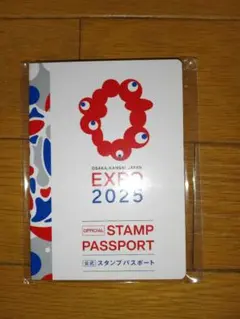 OSAKA, KANSAI, JAPAN
EXPO
2025
OFFICIAL STAMP
PASSPORT
公式 スタンプパスポート